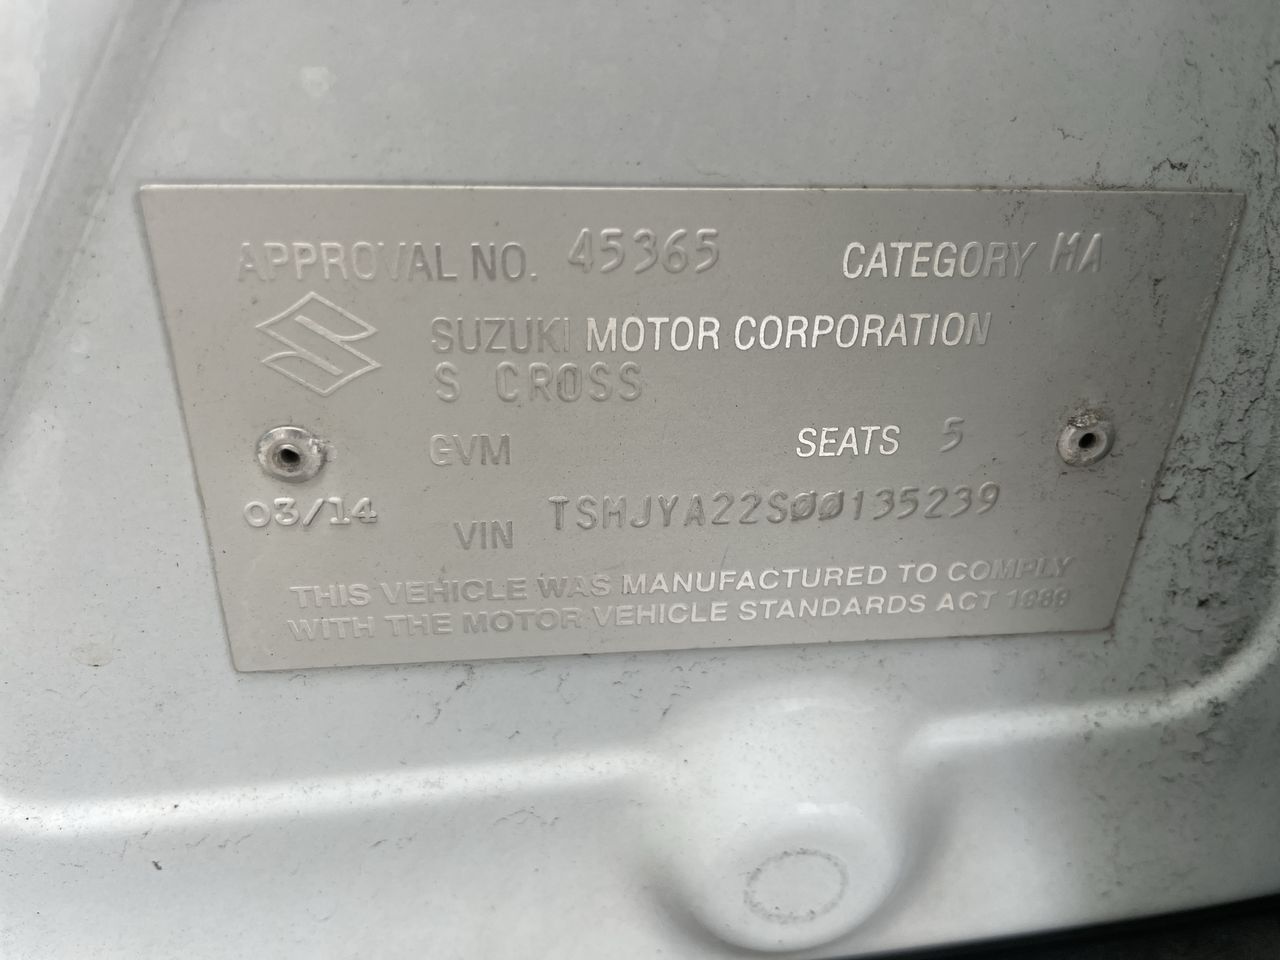 APPROVAL NO. 45365 CATEGORY MA
SUZUKI MOTOR CORPORATION
S CROSS
GVM SEATS 5
03/14 VIN TSMJYA22S00135239
THIS VEHICLE WAS MANUFACTURED TO COMPLY
WITH THE MOTOR VEHICLE STANDARDS ACT 1989